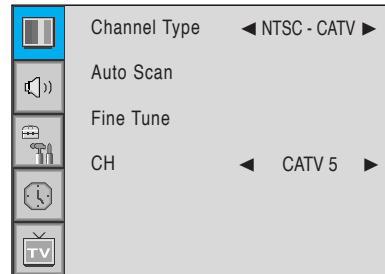 Channel Type ◀ NTSC - CATV ▶
Auto Scan
Fine Tune
CH ◀ CATV 5 ▶
TV